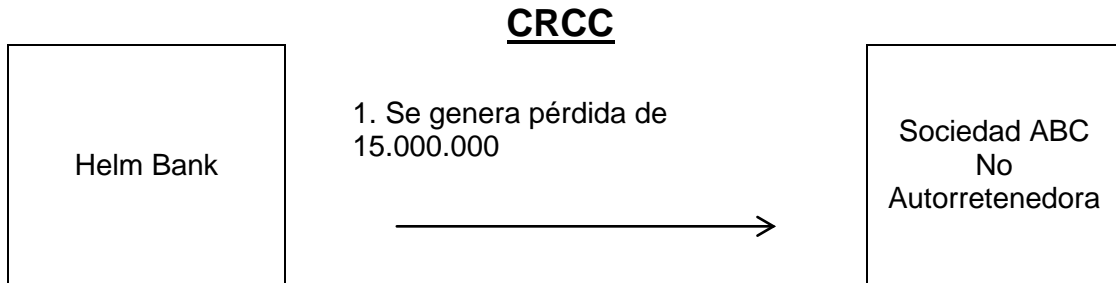 CRCC
Helm Bank
1. Se genera pérdida de
15.000.000
Sociedad ABC
No
Autorretenedora